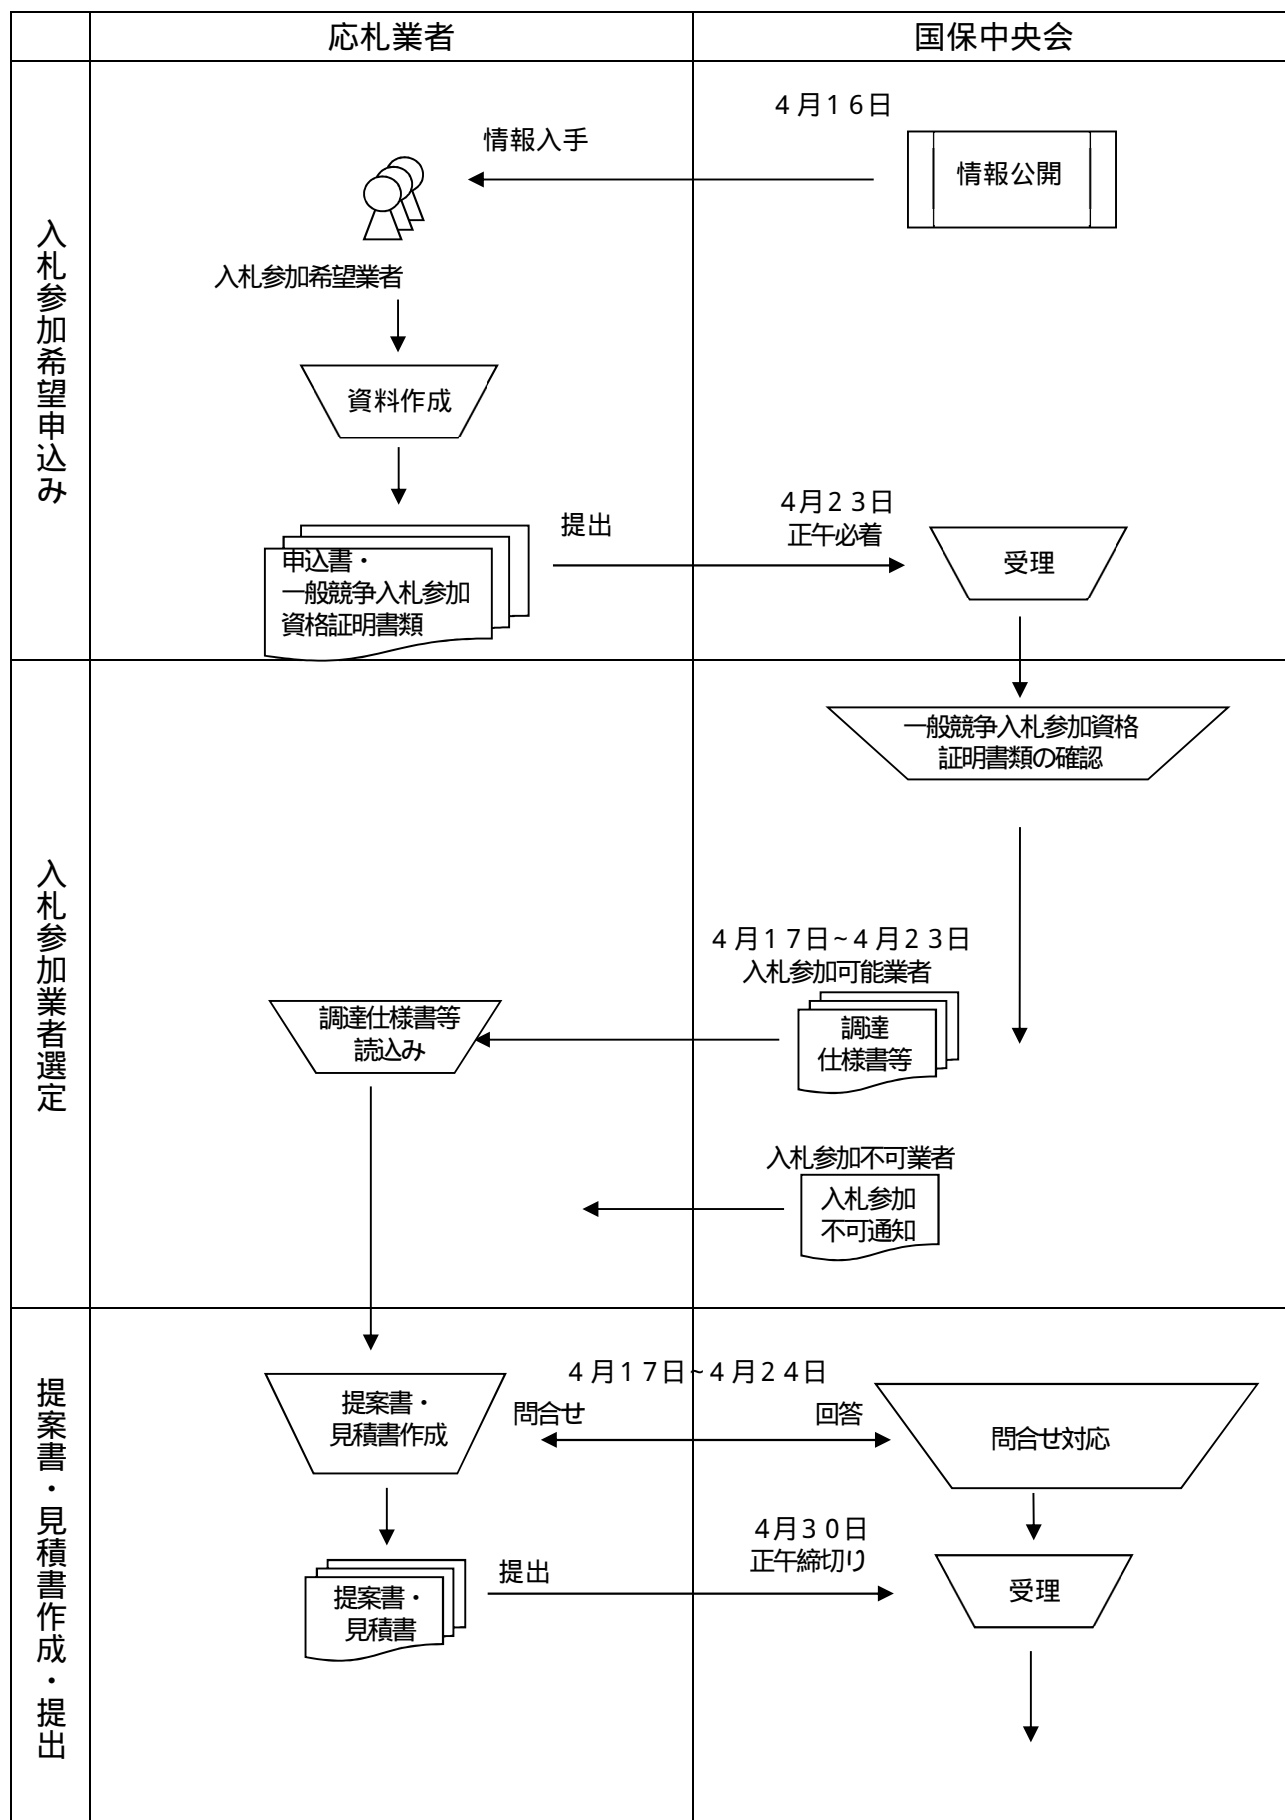 応札業者
国保中央会
入札参加希望申込み
4月16日
情報入手
情報公開
入札参加希望業者
資料作成
4月23日
正午必着
提出
受理
申込書・
一般競争入札参加
資格証明書類
入札参加業者選定
一般競争入札参加資格
証明書類の確認
4月17日~4月23日
入札参加可能業者
調達仕様書等
読込み
調達
仕様書等
入札参加不可業者
入札参加
不可通知
提案書・見積書作成・提出
4月17日~4月24日
提案書・
見積書作成
問合せ
回答
問合せ対応
4月30日
正午締切り
提出
提案書・
見積書
受理